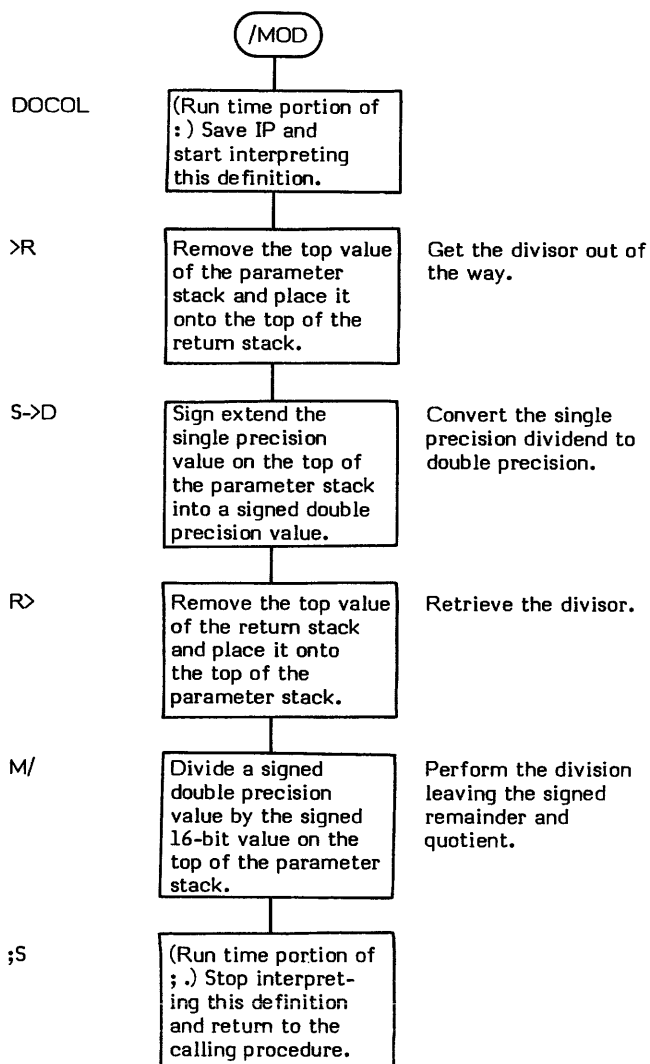 /MOD
DOCOL
(Run time portion of
: ) Save IP and
start interpreting
this definition.
>R
Remove the top value
of the parameter
stack and place it
onto the top of the
return stack.
Get the divisor out of
the way.
S->D
Sign extend the
single precision
value on the top of
the parameter stack
into a signed double
precision value.
Convert the single
precision dividend to
double precision.
R>
Remove the top value
of the return stack
and place it onto
the top of the
parameter stack.
Retrieve the divisor.
M/
Divide a signed
double precision
value by the signed
16-bit value on the
top of the parameter
stack.
Perform the division
leaving the signed
remainder and
quotient.
;S
(Run time portion of
; .) Stop interpret-
ing this definition
and return to the
calling procedure.